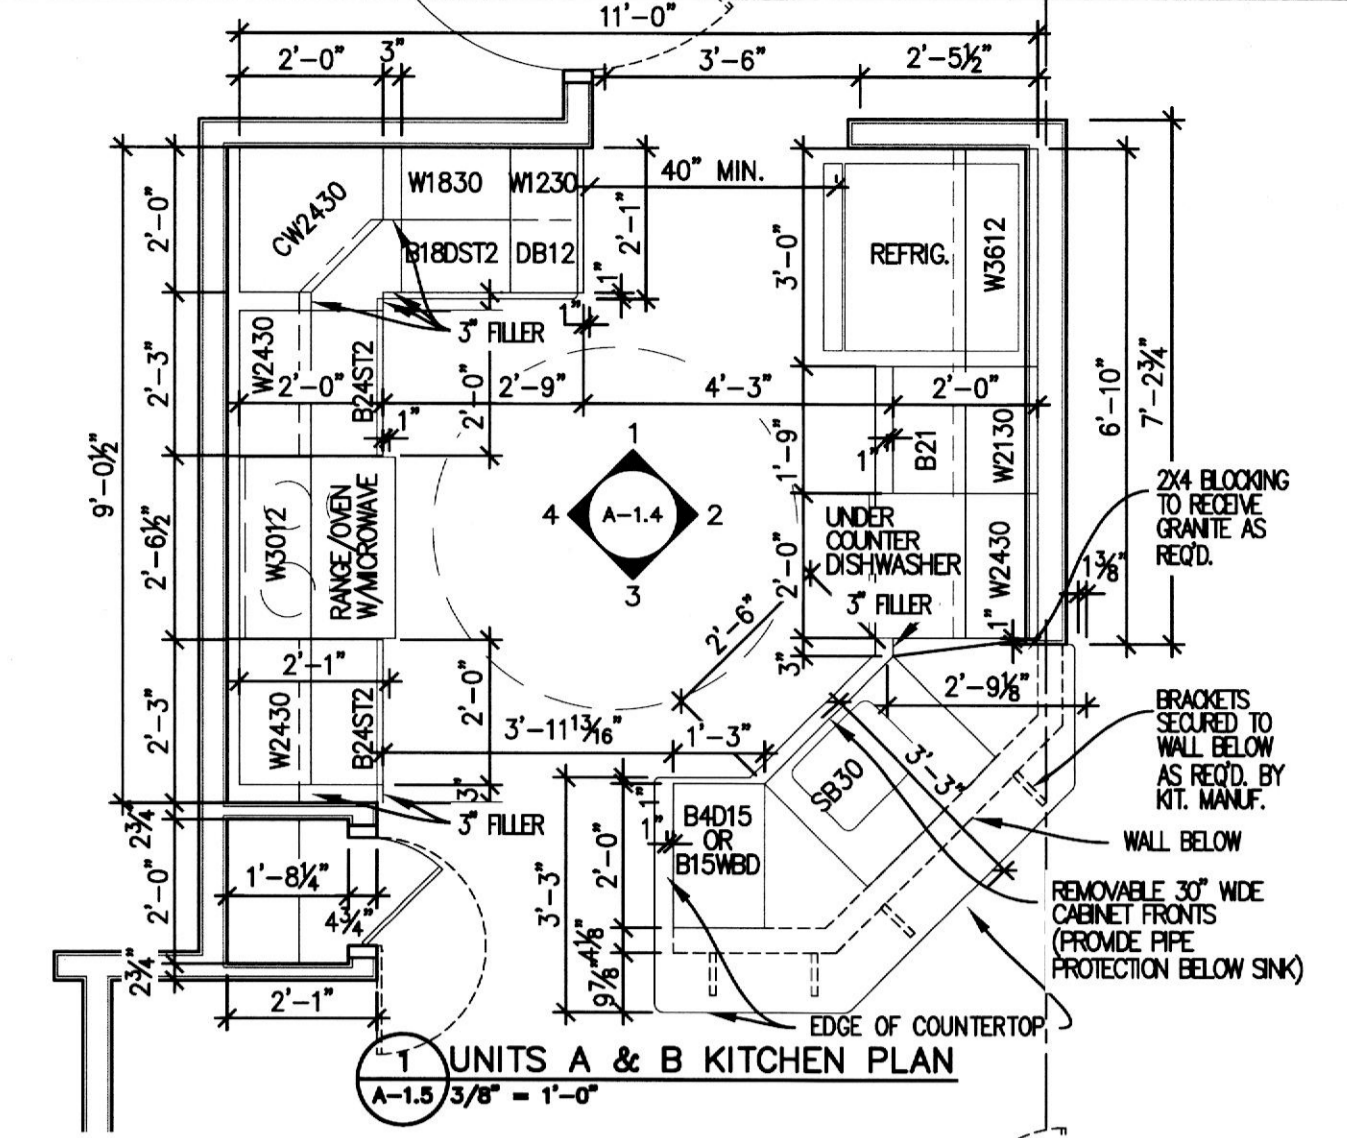 11'-0"
2'-0"
3"
3'-6"
2'-5½"
40" MIN.
W1830
W1230
CW2430
B18DST2
DB12
2'-0"
2'-1"
1"
1"
3'-0"
REFRIG.
W3612
3" FILLER
W2430
B24ST2
2'-3"
2'-0"
2'-0"
2'-9"
4'-3"
2'-0"
1"
1"
1'-9"
B21
W2130
6'-10"
7'-2¾"
9'-0½"
2X4 BLOCKING
TO RECEIVE
GRANITE AS
REQ'D.
1
4
A-1.4
2
3
W3012
RANGE/OVEN
W/MICROWAVE
2'-6½"
UNDER
COUNTER
DISHWASHER
2'-0"
W2430
1⅜"
3" FILLER
1"
2'-6"
3"
2'-1"
2'-0"
2'-9⅛"
W2430
B24ST2
2'-3"
3'-11 13/16"
1'-3"
BRACKETS
SECURED TO
WALL BELOW
AS REQ'D. BY
KIT. MANUF.
3'-3"
SB30
3"
3" FILLER
1"
1"
B4D15
OR
B15WBD
WALL BELOW
2¾"
2'-0"
1'-8¼"
4¾"
3'-3"
2'-0"
4⅛"
9⅞"
REMOVABLE 30" WIDE
CABINET FRONTS
(PROVIDE PIPE
PROTECTION BELOW SINK)
2¾"
2'-1"
EDGE OF COUNTERTOP
1
UNITS A & B KITCHEN PLAN
A-1.5
3/8" = 1'-0"